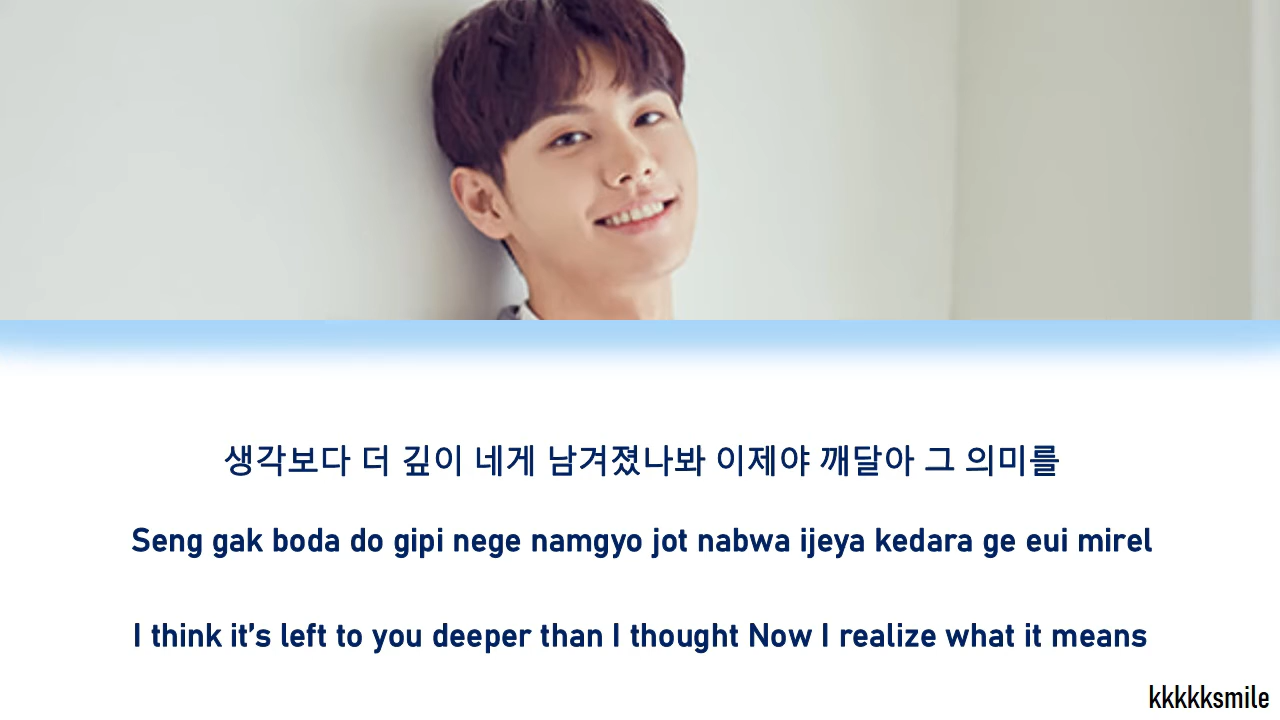 생각보다 더 깊이 네게 남겨졌나봐 이제야 깨달아 그 의미를
Seng gak boda do gipi nege namgyo jot nabwa ijeya kedara ge eui mirel
I think it’s left to you deeper than I thought Now I realize what it means
kkkkksmile